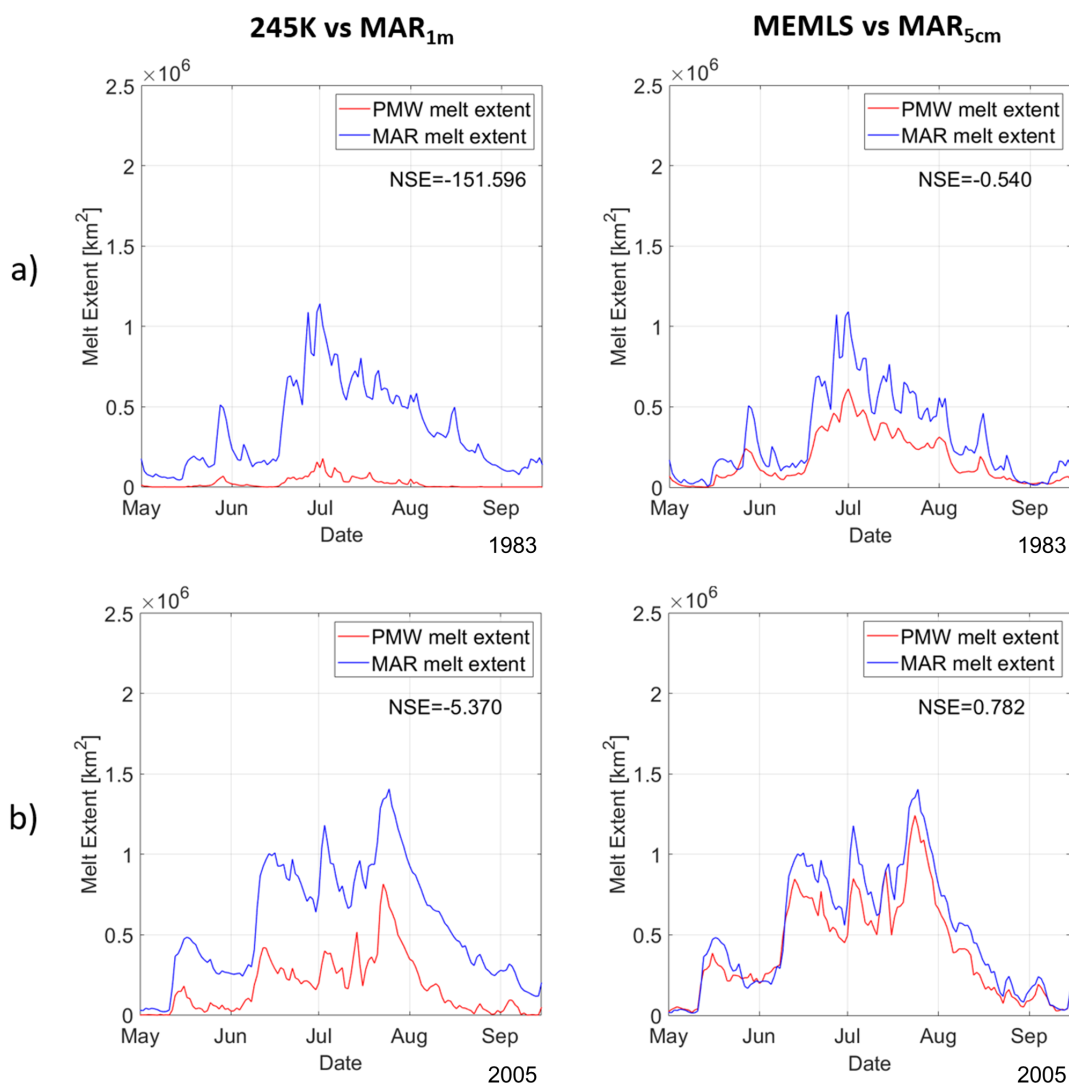 245K vs MAR1m
MEMLS vs MAR5cm
a)
×10^6
2.5
2
1.5
1
0.5
0
Melt Extent [km^2]
PMW melt extent
MAR melt extent
NSE=-151.596
May Jun Jul Aug Sep
Date
1983
×10^6
2.5
2
1.5
1
0.5
0
Melt Extent [km^2]
PMW melt extent
MAR melt extent
NSE=-0.540
May Jun Jul Aug Sep
Date
1983
b)
×10^6
2.5
2
1.5
1
0.5
0
Melt Extent [km^2]
PMW melt extent
MAR melt extent
NSE=-5.370
May Jun Jul Aug Sep
Date
2005
×10^6
2.5
2
1.5
1
0.5
0
Melt Extent [km^2]
PMW melt extent
MAR melt extent
NSE=0.782
May Jun Jul Aug Sep
Date
2005